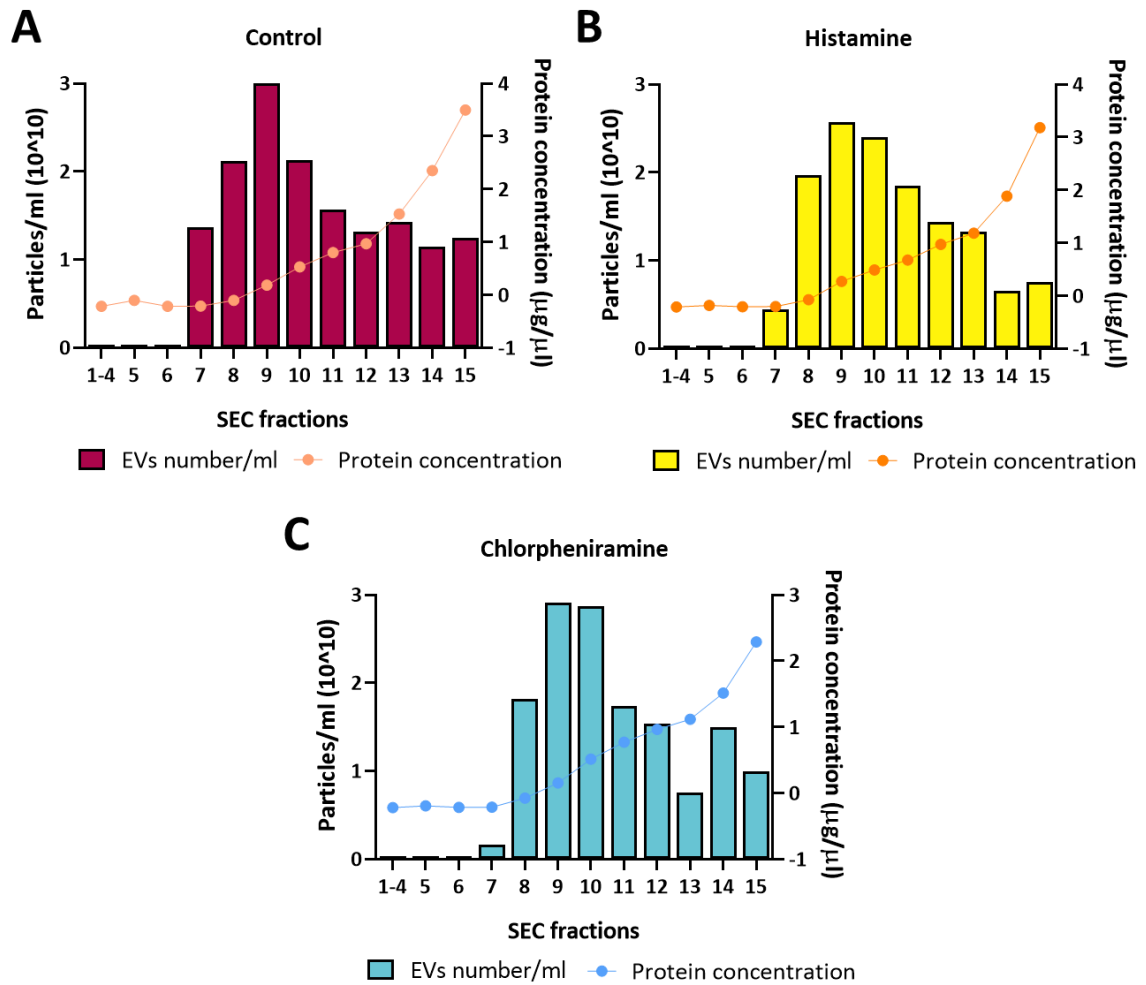 A
Control
Particles/ml (10^10)
3
2
1
0
4
3
2
1
0
-1
Protein concentration (µg/µl)
1-4 5 6 7 8 9 10 11 12 13 14 15
SEC fractions
EVs number/ml Protein concentration
B
Histamine
Particles/ml (10^10)
3
2
1
0
4
3
2
1
0
-1
Protein concentration (µg/µl)
1-4 5 6 7 8 9 10 11 12 13 14 15
SEC fractions
EVs number/ml Protein concentration
C
Chlorpheniramine
Particles/ml (10^10)
3
2
1
0
3
2
1
0
-1
Protein concentration (µg/µl)
1-4 5 6 7 8 9 10 11 12 13 14 15
SEC fractions
EVs number/ml Protein concentration